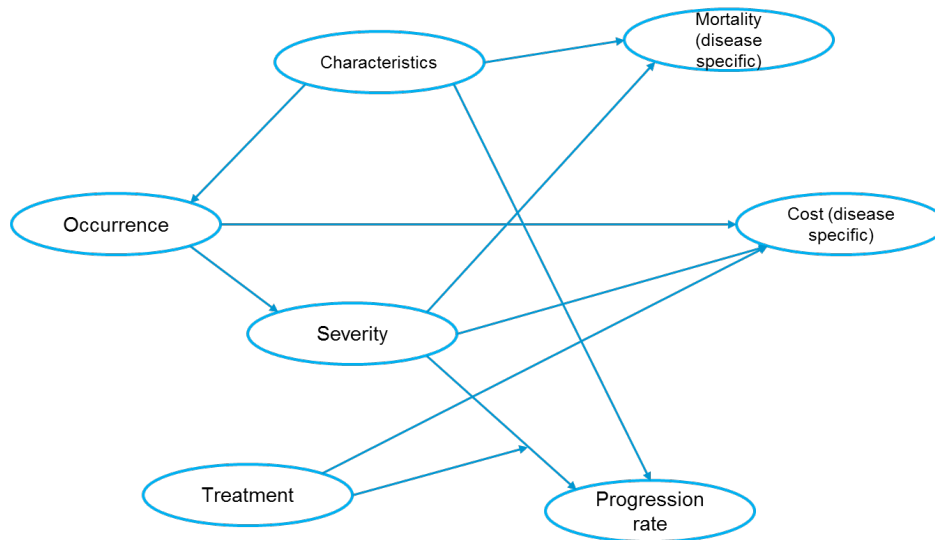 Mortality
(disease
specific)
Characteristics
Occurrence
Cost (disease
specific)
Severity
Treatment
Progression
rate